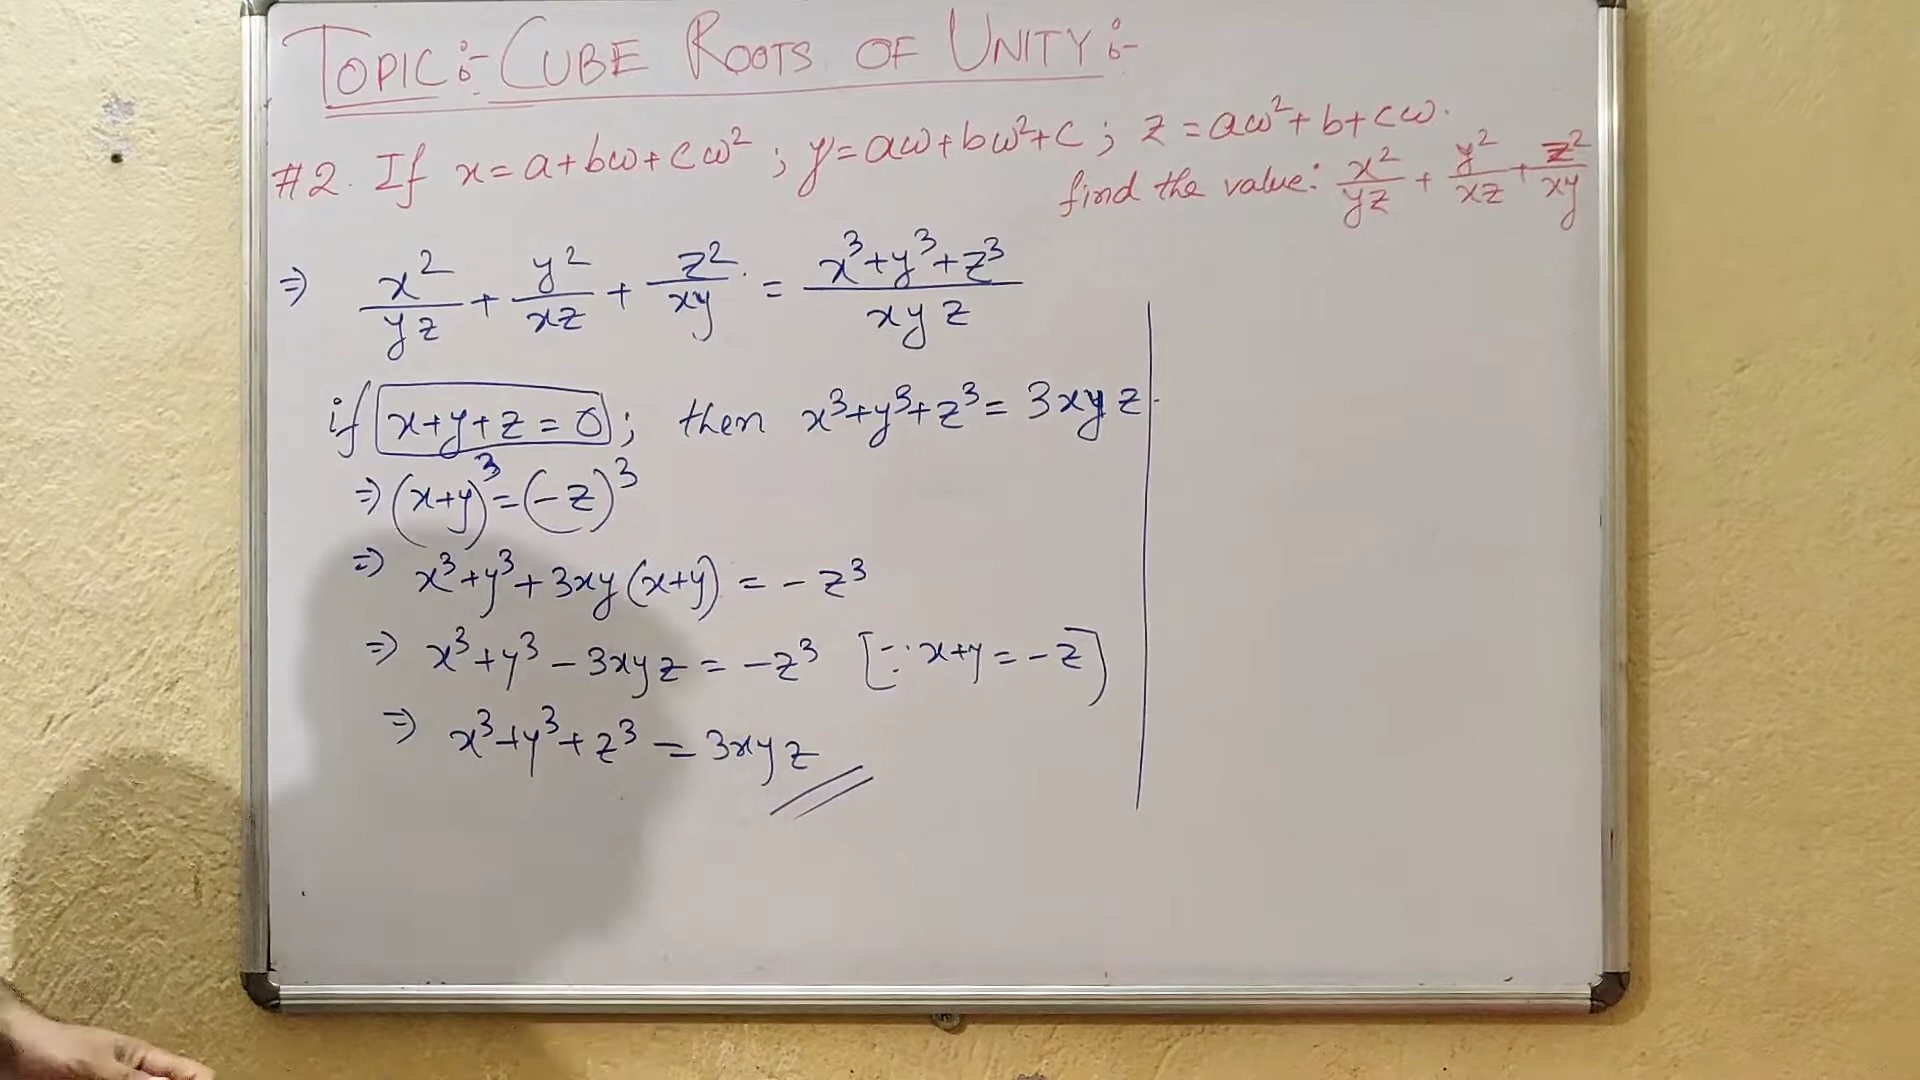 TOPIC:- CUBE ROOTS OF UNITY:-
#2. If x = a+bω+cω² ; y = aω+bω²+c ; z = aω²+b+cω.
find the value: x²/yz + y²/xz + z²/xy
⇒ x²/yz + y²/xz + z²/xy = x³+y³+z³/xyz
if x+y+z = 0 ; then x³+y³+z³ = 3xyz
⇒ (x+y)³ = (-z)³
⇒ x³+y³+3xy(x+y) = -z³
⇒ x³+y³-3xyz = -z³ [∵ x+y = -z]
⇒ x³+y³+z³ = 3xyz